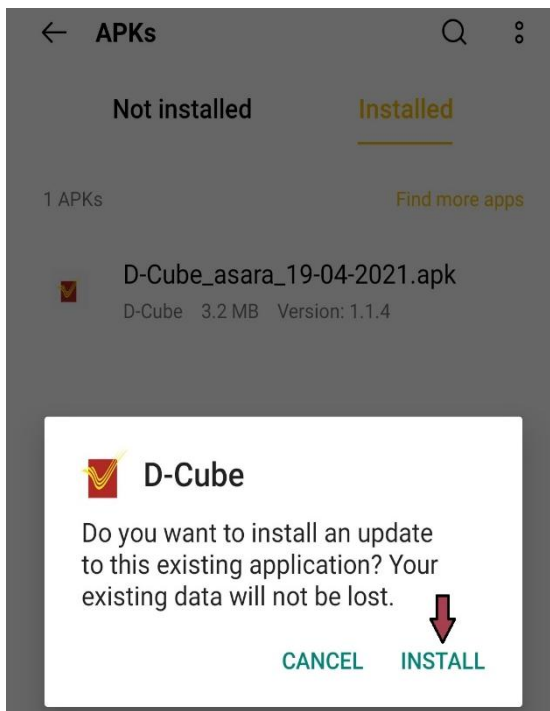 APKs
Not installed Installed
1 APKs Find more apps
D-Cube_asara_19-04-2021.apk
D-Cube 3.2 MB Version: 1.1.4
D-Cube
Do you want to install an update
to this existing application? Your
existing data will not be lost.
CANCEL INSTALL